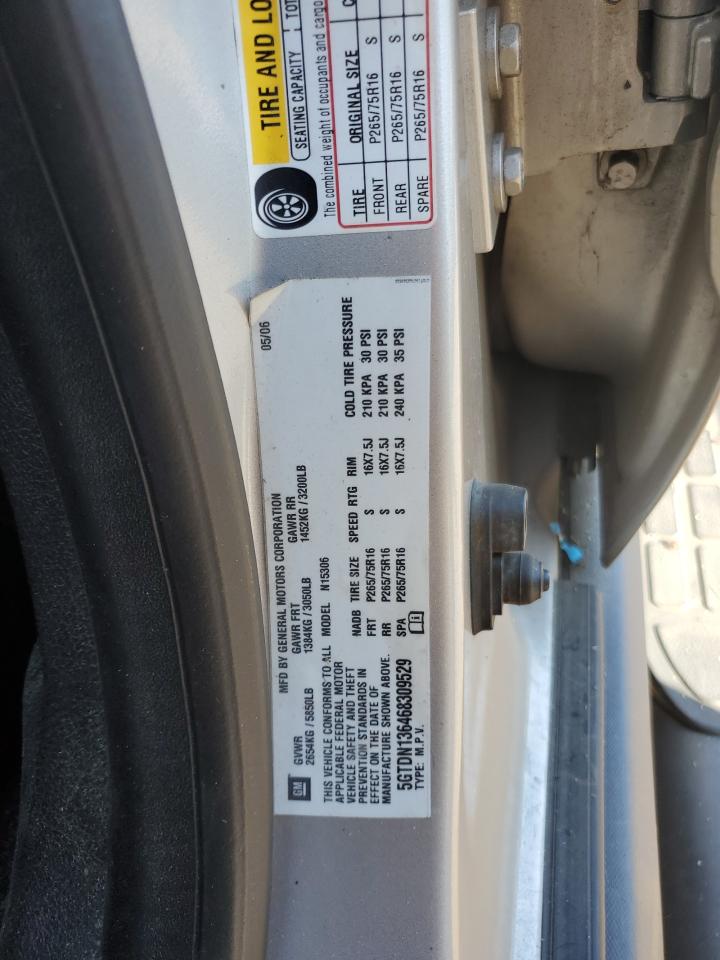 TIRE AND LO
SEATING CAPACITY TOT
The combined weight of occupants and cargo
TIRE ORIGINAL SIZE C
FRONT P265/75R16 S
REAR P265/75R16 S
SPARE P265/75R16 S
05/06
MFD BY GENERAL MOTORS CORPORATION
GM GVWR GAWR FRT GAWR RR
2654KG / 5850LB 1384KG / 3050LB 1452KG / 3200LB
THIS VEHICLE CONFORMS TO ALL
APPLICABLE FEDERAL MOTOR
VEHICLE SAFETY AND THEFT
PREVENTION STANDARDS IN
EFFECT ON THE DATE OF
MANUFACTURE SHOWN ABOVE.
5GTDN136468309529
TYPE: M.P.V.
MODEL N15306
NADB TIRE SIZE SPEED RTG RIM COLD TIRE PRESSURE
FRT P265/75R16 S 16X7.5J 210 KPA 30 PSI
RR P265/75R16 S 16X7.5J 210 KPA 30 PSI
SPA P265/75R16 S 16X7.5J 240 KPA 35 PSI